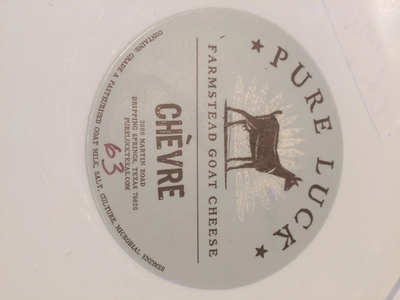 ★ PURE LUCK ★
FARMSTEAD GOAT CHEESE
CHÈVRE
3000 MARTIN ROAD
DRIPPING SPRINGS, TEXAS 78620
PURELUCKTEXAS.COM
63
CONTAINS: GRADE A PASTEURIZED GOAT MILK, SALT, CULTURE, MICROBIAL ENZYMES